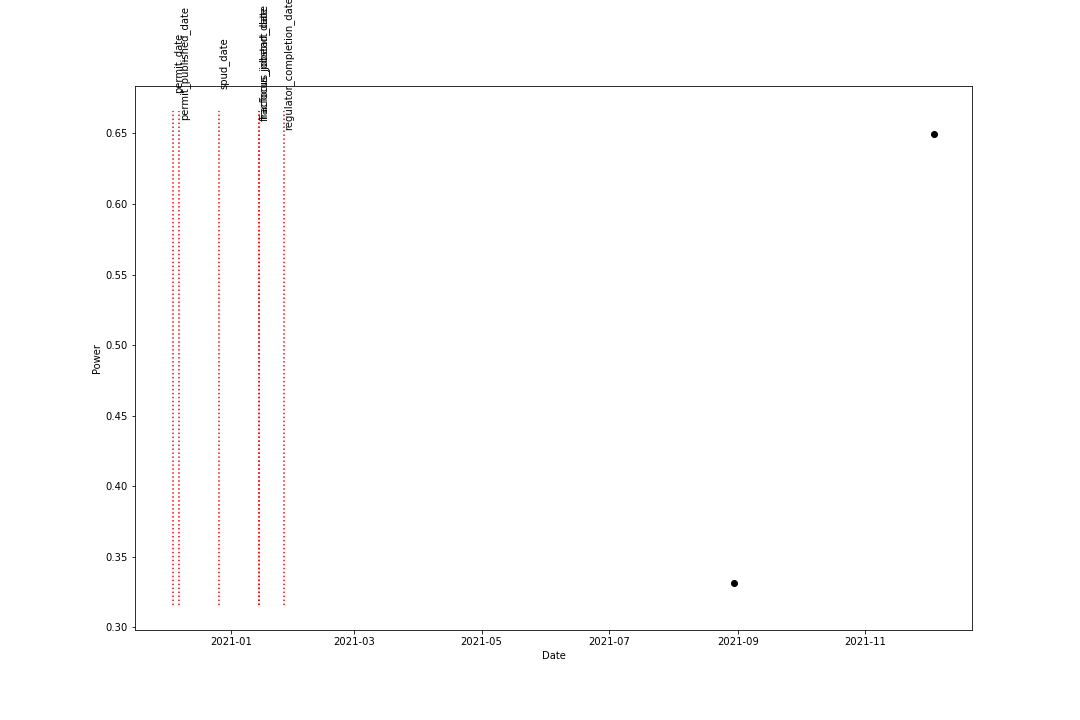 permit_date
permit_published_date
spud_date
regulator_completion_date
0.65
0.60
0.55
0.50
0.45
0.40
0.35
0.30
Power
2021-01
2021-03
2021-05
2021-07
2021-09
2021-11
Date